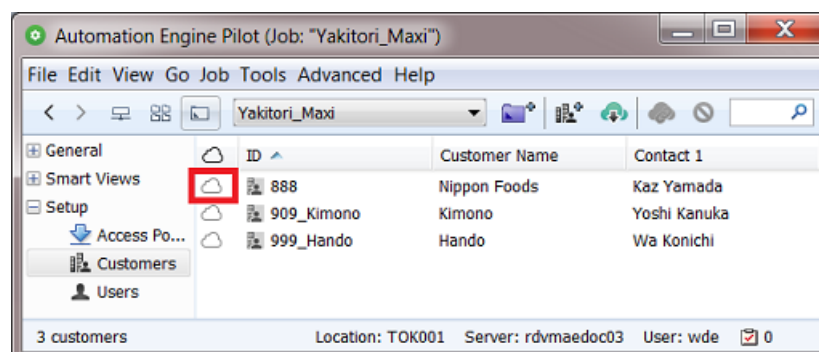 Automation Engine Pilot (Job: "Yakitori_Maxi")
File Edit View Go Job Tools Advanced Help
Yakitori_Maxi
General
Smart Views
Setup
Access Po...
Customers
Users
ID Customer Name Contact 1
888 Nippon Foods Kaz Yamada
909_Kimono Kimono Yoshi Kanuka
999_Hando Hando Wa Konichi
3 customers Location: TOK001 Server: rdvmaedoc03 User: wde 0